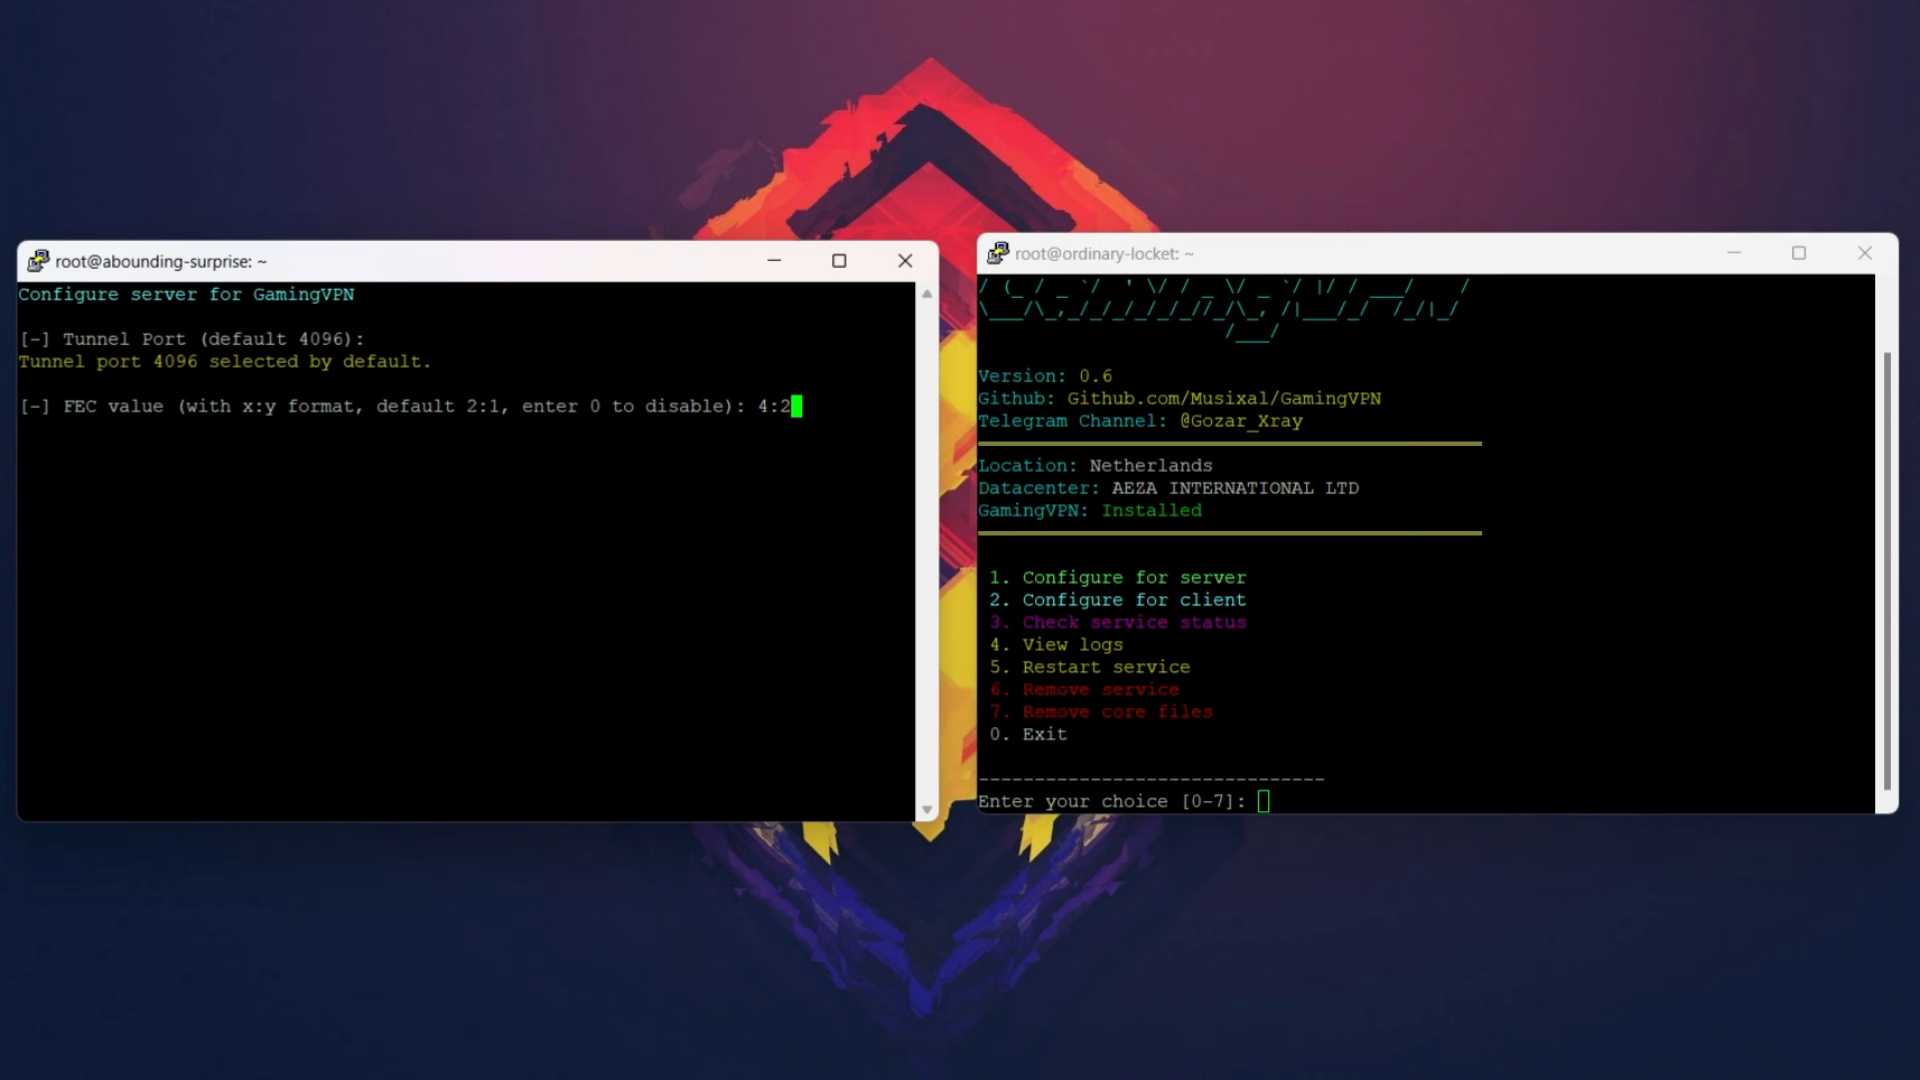 root@abounding-surprise: ~
Configure server for GamingVPN
[-] Tunnel Port (default 4096):
Tunnel port 4096 selected by default.
[-] FEC value (with x:y format, default 2:1, enter 0 to disable): 4:2
root@ordinary-locket: ~
GamingVPN
Version: 0.6
Github: Github.com/Musixal/GamingVPN
Telegram Channel: @Gozar_Xray
Location: Netherlands
Datacenter: AEZA INTERNATIONAL LTD
GamingVPN: Installed
1. Configure for server
2. Configure for client
3. Check service status
4. View logs
5. Restart service
6. Remove service
7. Remove core files
0. Exit
-------------------------------
Enter your choice [0-7]: